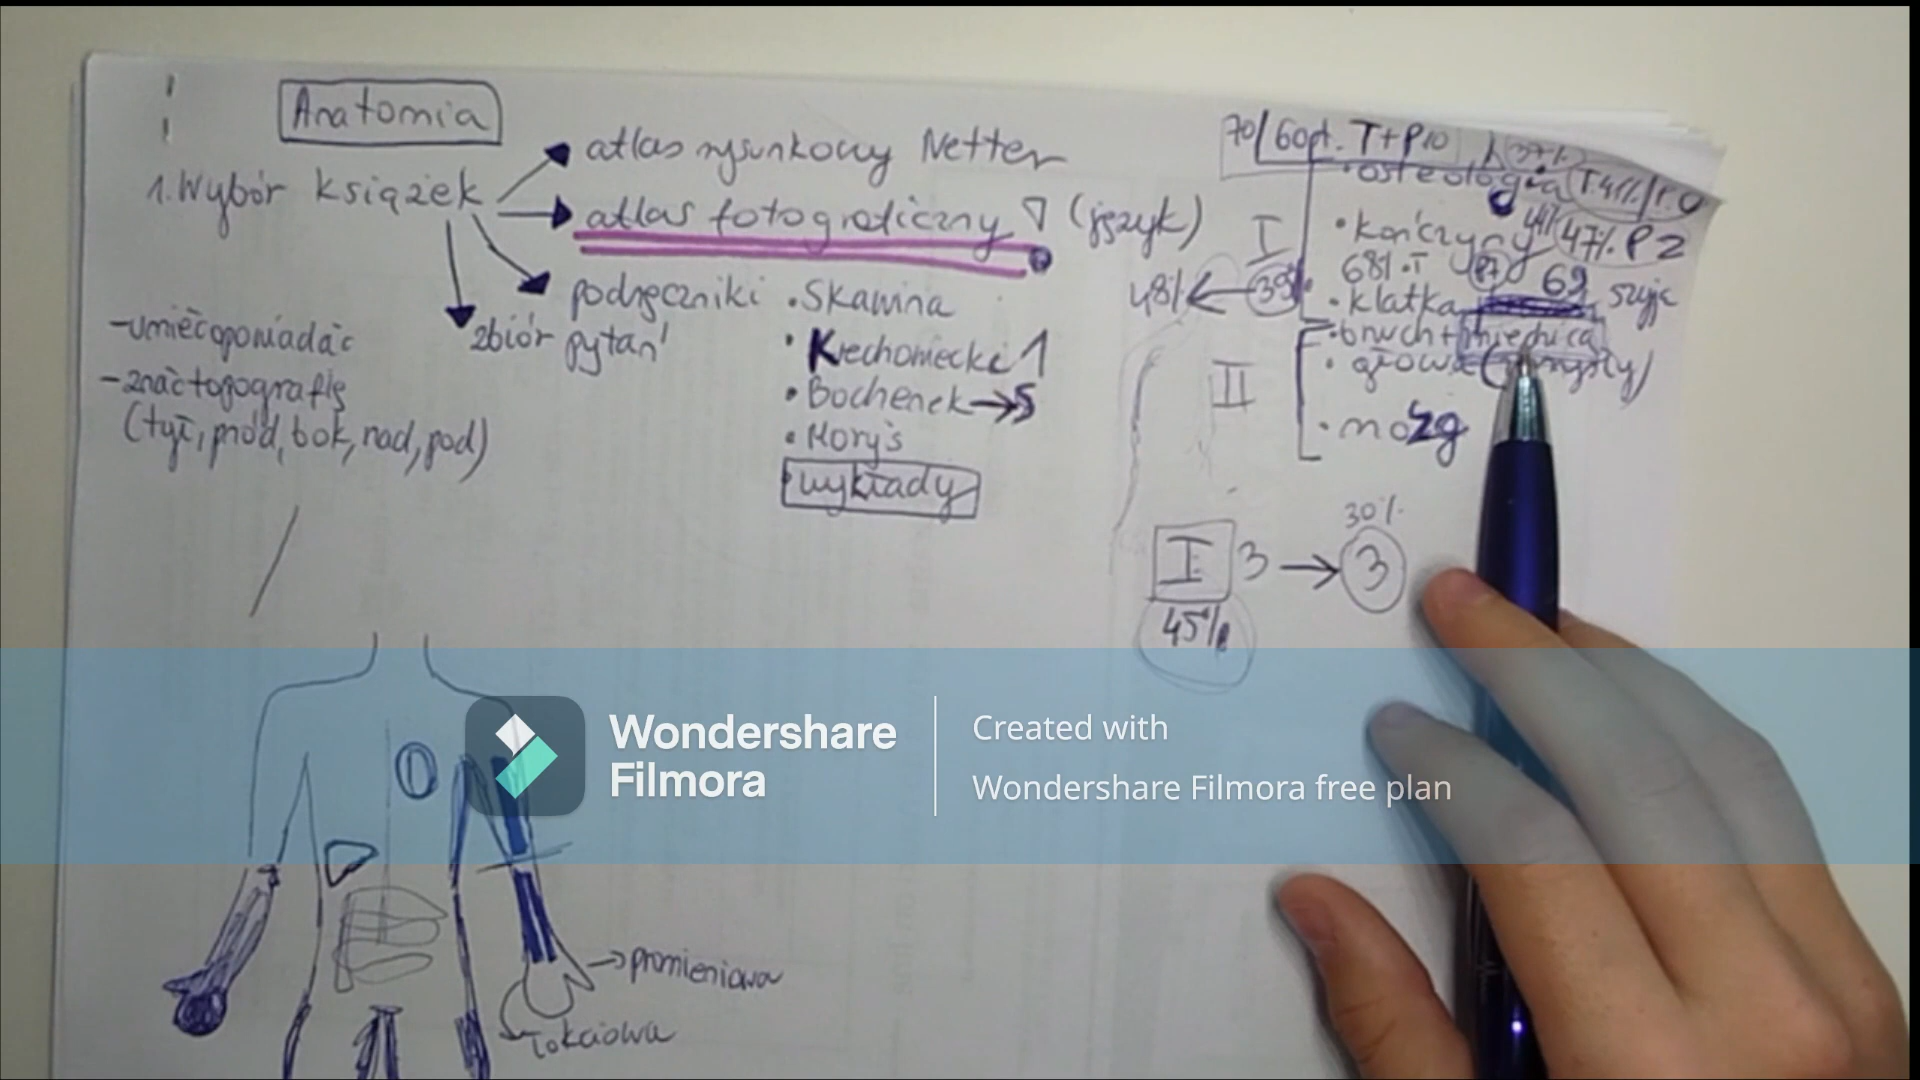 Anatomia
1. Wybór książek
atlas rysunkowy Netter
atlas fotograficzny (język)
podręczniki
• Skawina
• Krechowiecki 1
• Bochenek → 5
• Moryś
• wykłady
zbiór pytań
- umieć opowiadać
- znać topografię
(tył, przód, bok, nad, pod)
70/60pt. T+P
• osteologia
I
• kończyny
47%. P2
68%. T
69
• klatka
szyję
48% ← 39%
II
• brzuch + miednica
• głowa
• mózg
30%
I 3 → 3
45%
promieniowa
łokciowa
Wondershare
Filmora
Created with
Wondershare Filmora free plan